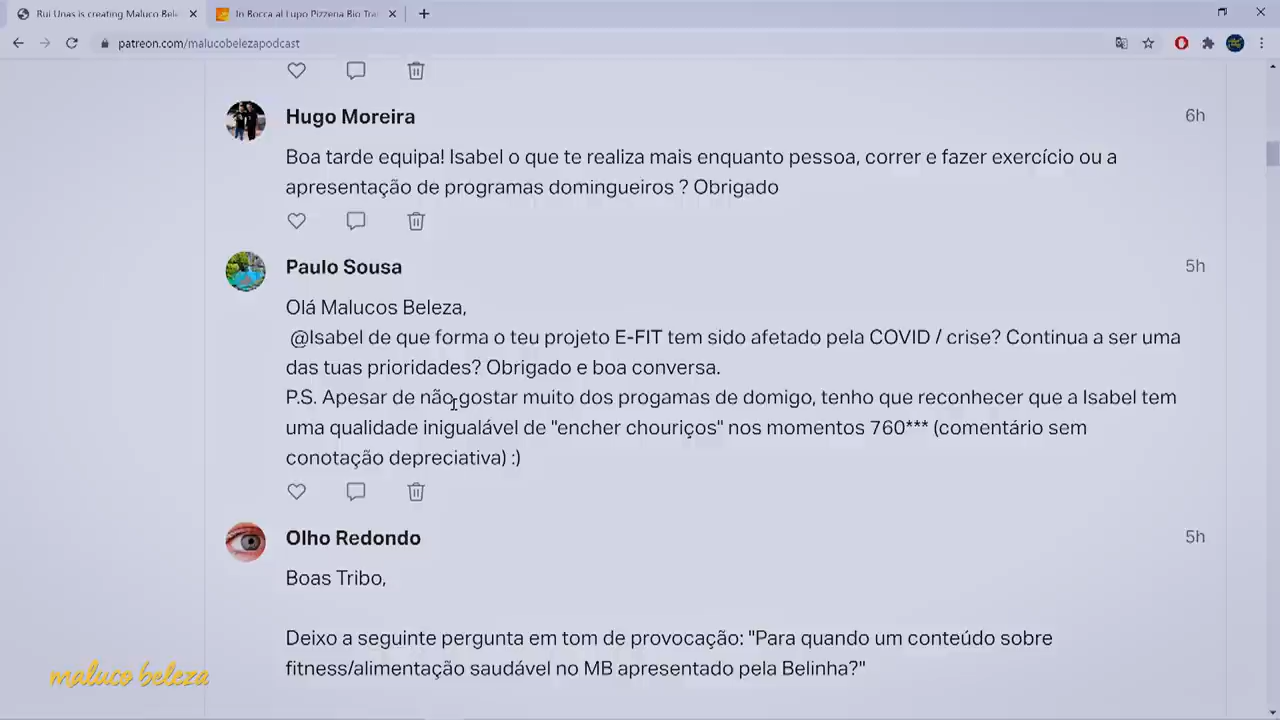 Rui Unas is creating Maluco Bele
In Bocca al Lupo Pizzeria Bio Tra
patreon.com/malucobelezapodcast
Hugo Moreira
6h
Boa tarde equipa! Isabel o que te realiza mais enquanto pessoa, correr e fazer exercício ou a
apresentação de programas domingueiros ? Obrigado
Paulo Sousa
5h
Olá Malucos Beleza,
@Isabel de que forma o teu projeto E-FIT tem sido afetado pela COVID / crise? Continua a ser uma
das tuas prioridades? Obrigado e boa conversa.
P.S. Apesar de não gostar muito dos progamas de domigo, tenho que reconhecer que a Isabel tem
uma qualidade inigualável de "encher chouriços" nos momentos 760*** (comentário sem
conotação depreciativa) :)
Olho Redondo
5h
Boas Tribo,
Deixo a seguinte pergunta em tom de provocação: "Para quando um conteúdo sobre
fitness/alimentação saudável no MB apresentado pela Belinha?"
maluco beleza